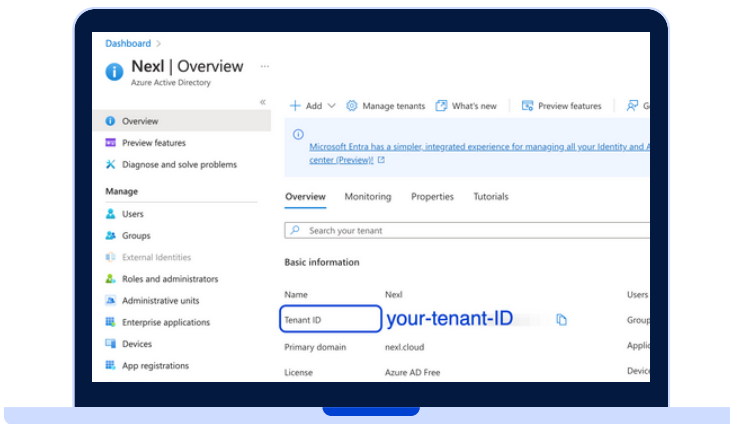 Dashboard >
Nexl | Overview ...
Azure Active Directory
«
+ Add Manage tenants What's new Preview features
Overview
Preview features
Diagnose and solve problems
Manage
Users
Groups
External Identities
Roles and administrators
Administrative units
Enterprise applications
Devices
App registrations
Microsoft Entra has a simpler, integrated experience for managing all your Identity and
center (Preview)!
Overview Monitoring Properties Tutorials
Search your tenant
Basic information
Name Nexl Users
Tenant ID your-tenant-ID Group
Primary domain nexl.cloud Applic
License Azure AD Free Device